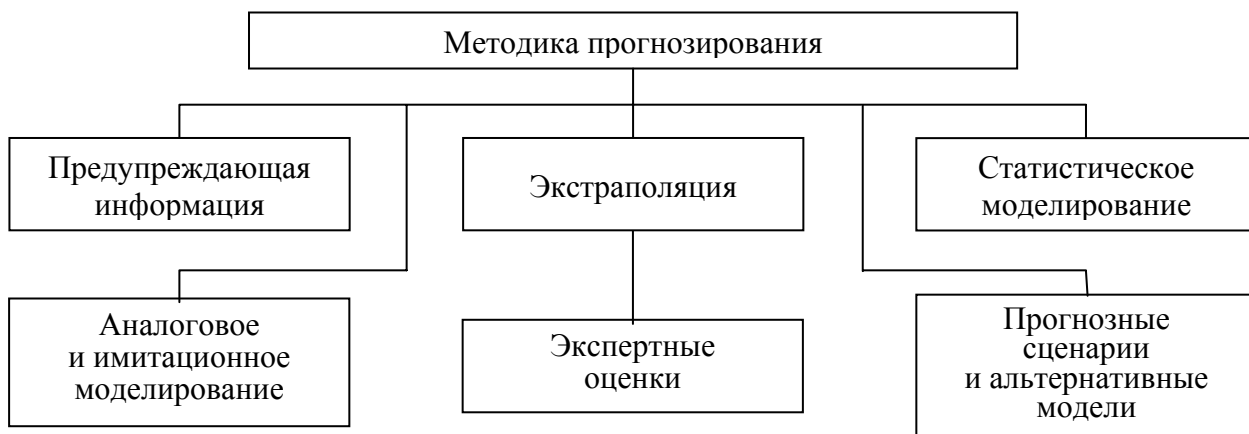 Методика прогнозирования
Предупреждающая
информация
Экстраполяция
Статистическое
моделирование
Аналоговое
и имитационное
моделирование
Экспертные
оценки
Прогнозные
сценарии
и альтернативные
модели